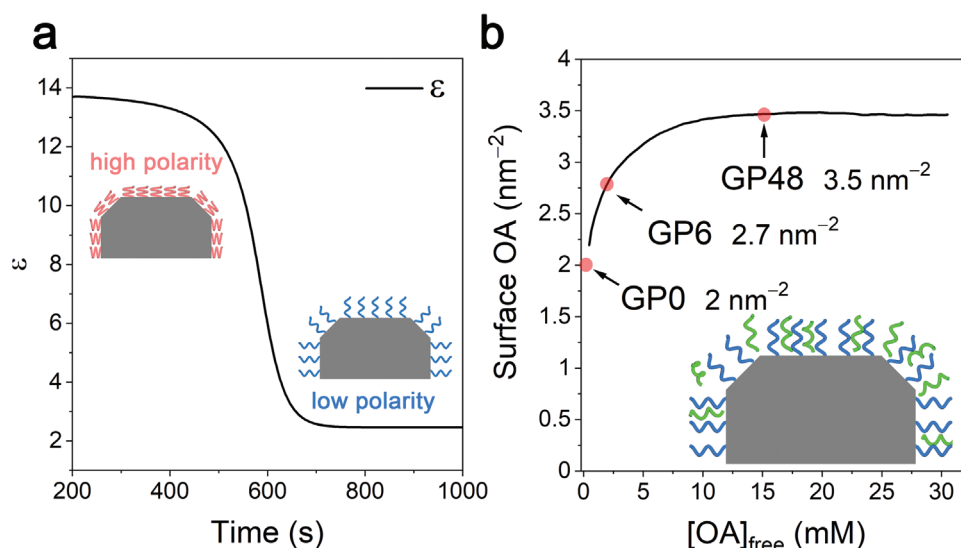 a
ε
14
12
10
8
6
4
2
ε
high polarity
low polarity
200
400
600
800
1000
Time (s)
b
Surface OA (nm⁻²)
4
3.5
3
2.5
2
1.5
1
0.5
0
GP48 3.5 nm⁻²
GP6 2.7 nm⁻²
GP0 2 nm⁻²
0
5
10
15
20
25
30
[OA]free (mM)